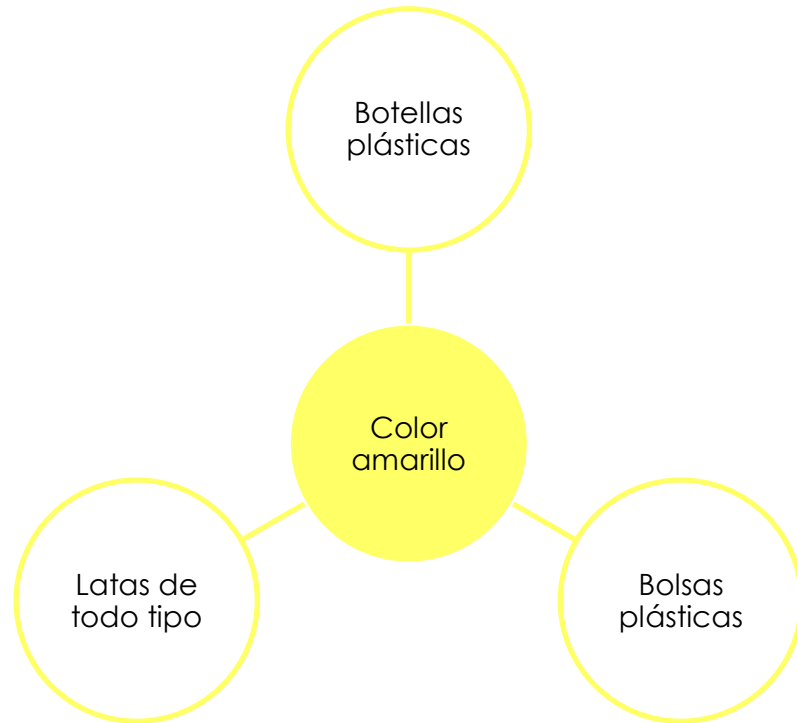 Botellas
plásticas
Color
amarillo
Latas de
todo tipo
Bolsas
plásticas